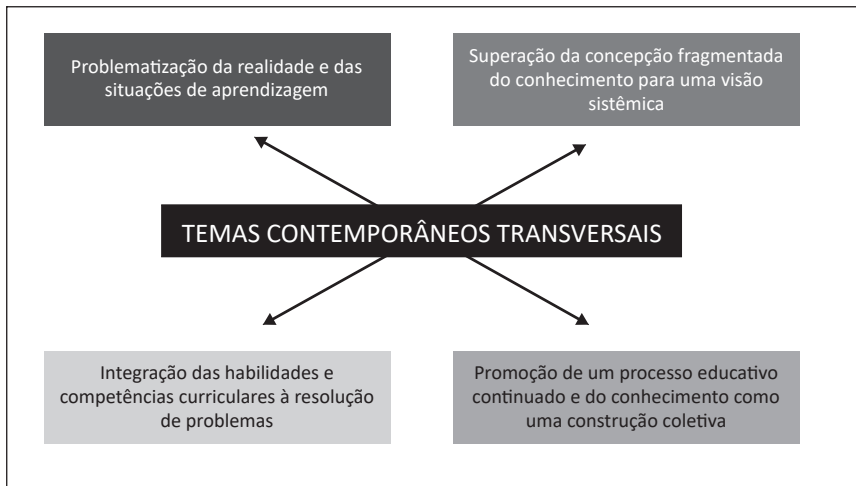 Problematização da realidade e das
situações de aprendizagem
Superação da concepção fragmentada
do conhecimento para uma visão
sistêmica
TEMAS CONTEMPORÂNEOS TRANSVERSAIS
Integração das habilidades e
competências curriculares à resolução
de problemas
Promoção de um processo educativo
continuado e do conhecimento como
uma construção coletiva